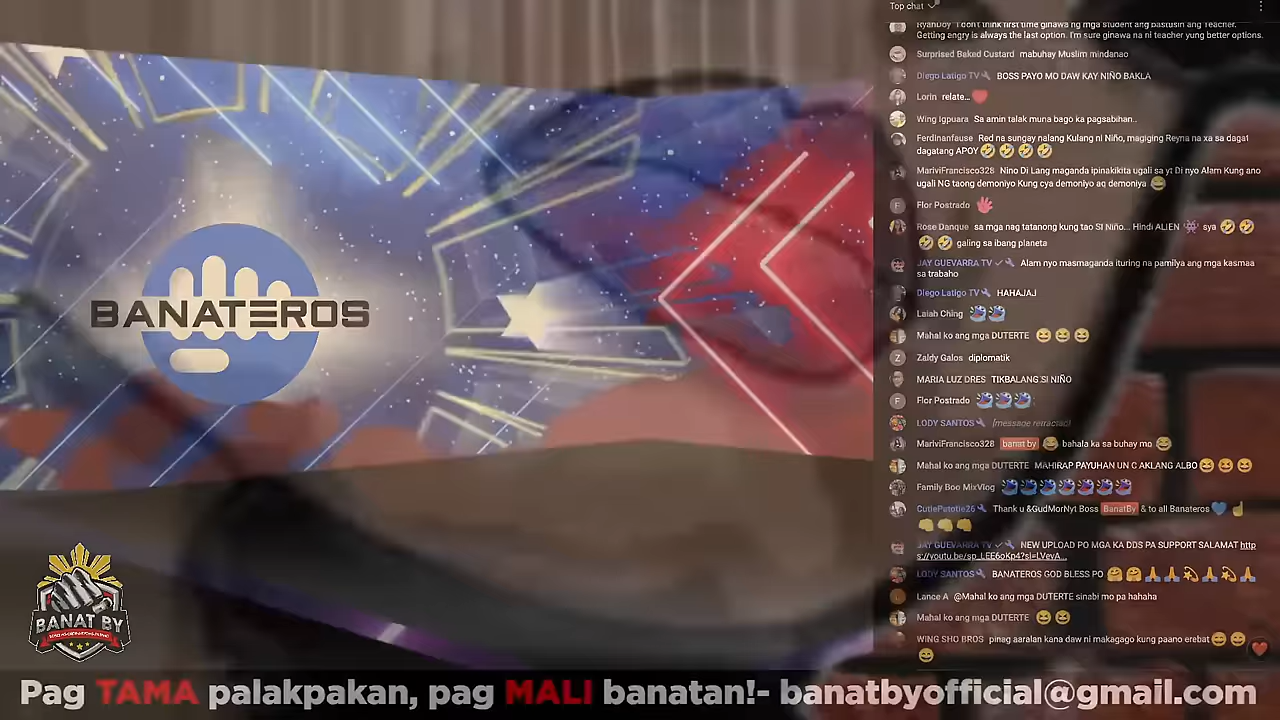 Top chat
RyanBoy I don't think first time ginawa ng mga student ang bastusin ang Teacher.
Getting angry is always the last option. I'm sure ginawa na ni teacher yung better options.
Surprised Baked Custard mabuhay Muslim mindanao
Diego Latigo TV BOSS PAYO MO DAW KAY NIÑO BAKLA
Lorin relate...
Wing Igpuara Sa amin talak muna bago ka pagsabihan..
Ferdinanfause Red na sungay nalang Kulang ni Niño, magiging Reyna na xa sa dagat
dagatang APOY 🤣 🤣 🤣 🤣
MariviFrancisco328 Nino Di Lang maganda ipinakikita ugali sa yt Di nyo Alam Kung ano
ugali NG taong demoniyo Kung cya demoniyo aq demoniya 😂
F Flor Postrado
Rose Danque sa mga nag tatanong kung tao SI Niño... Hindi ALIEN 👾 sya 🤣 🤣
🤣 🤣 galing sa ibang planeta
JAY GUEVARRA TV Alam nyo masmaganda ituring na pamilya ang mga kasmaa
sa trabaho
Diego Latigo TV HAHAJAJ
Laiah Ching
Mahal ko ang mga DUTERTE 😆 😆 😆
Z Zaldy Galos diplomatik
MARIA LUZ DRES TIKBALANG SI NIÑO
F Flor Postrado
LODY SANTOS [message retracted]
MariviFrancisco328 banat by 😂 bahala ka sa buhay mo 😂
Mahal ko ang mga DUTERTE MAHIRAP PAYUHAN UN C AKLANG ALBO 😆 😆 😆
Family Boo MixVlog
CutiePatotie26 Thank u &GudMorNyt Boss BanatBy & to all Banateros 💙 ☝
👊 👊 👊
JAY GUEVARRA TV NEW UPLOAD PO MGA KA DDS PA SUPPORT SALAMAT http
s://youtu.be/sp_LEE6oKp4?si=LVevA...
LODY SANTOS BANATEROS GOD BLESS PO 🤗 🤗 🙏 🙏 💫 🙏 💫 🙏
Lance A @Mahal ko ang mga DUTERTE sinabi mo pa hahaha
Mahal ko ang mga DUTERTE 😆 😆
WING SHO BROS pinag aaralan kana daw ni makagago kung paano erebat 😄 😄
😄
BANATEROS
BANAT BY
Pag TAMA palakpakan, pag MALI banatan!- banatbyofficial@gmail.com